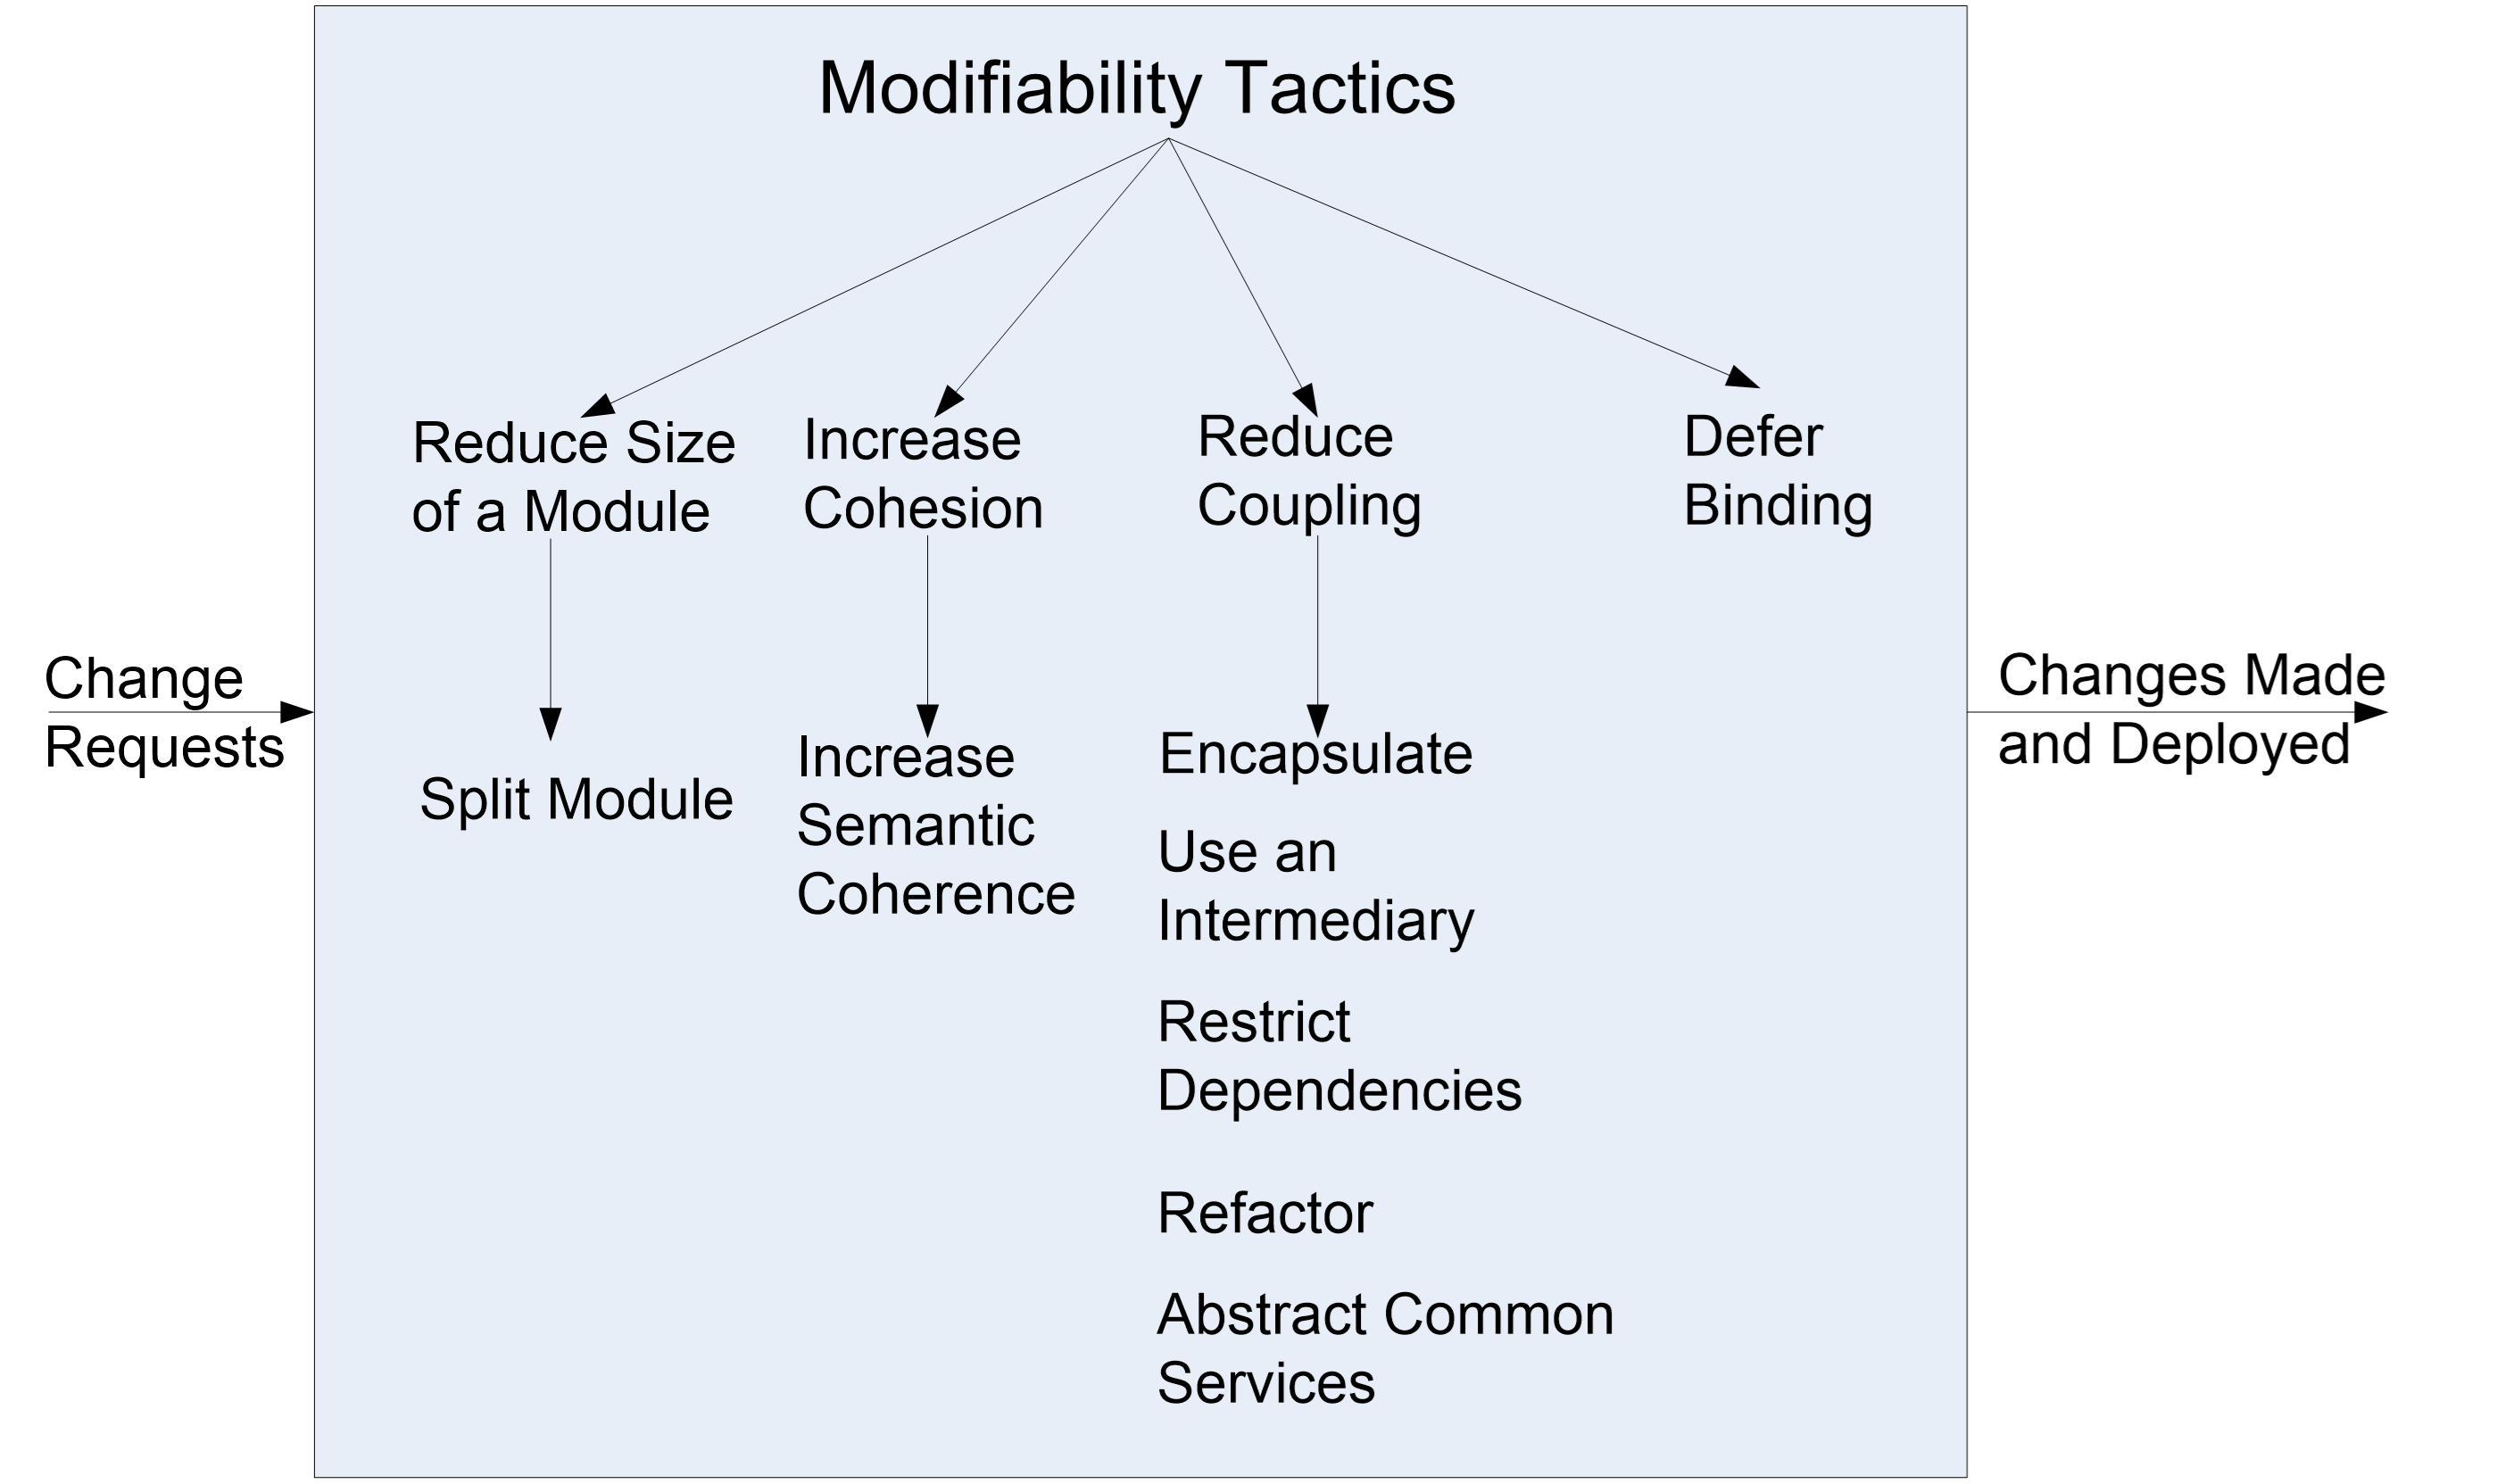 Modifiability Tactics
Reduce Size
of a Module
Increase
Cohesion
Reduce
Coupling
Defer
Binding
Change
Requests
Split Module
Increase
Semantic
Coherence
Encapsulate
Use an
Intermediary
Restrict
Dependencies
Refactor
Abstract Common
Services
Changes Made
and Deployed